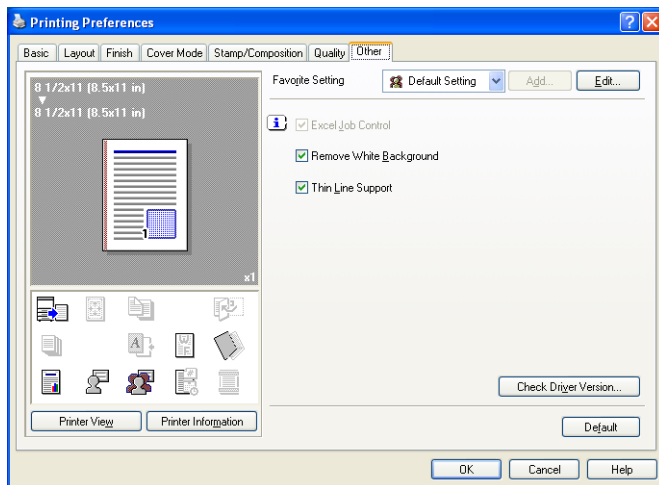 Printing Preferences
Basic Layout Finish Cover Mode Stamp/Composition Quality Other
8 1/2x11 (8.5x11 in)
8 1/2x11 (8.5x11 in)
1
x1
Printer View Printer Information
Favorite Setting Default Setting Add... Edit...
Excel Job Control
Remove White Background
Thin Line Support
Check Driver Version...
Default
OK Cancel Help